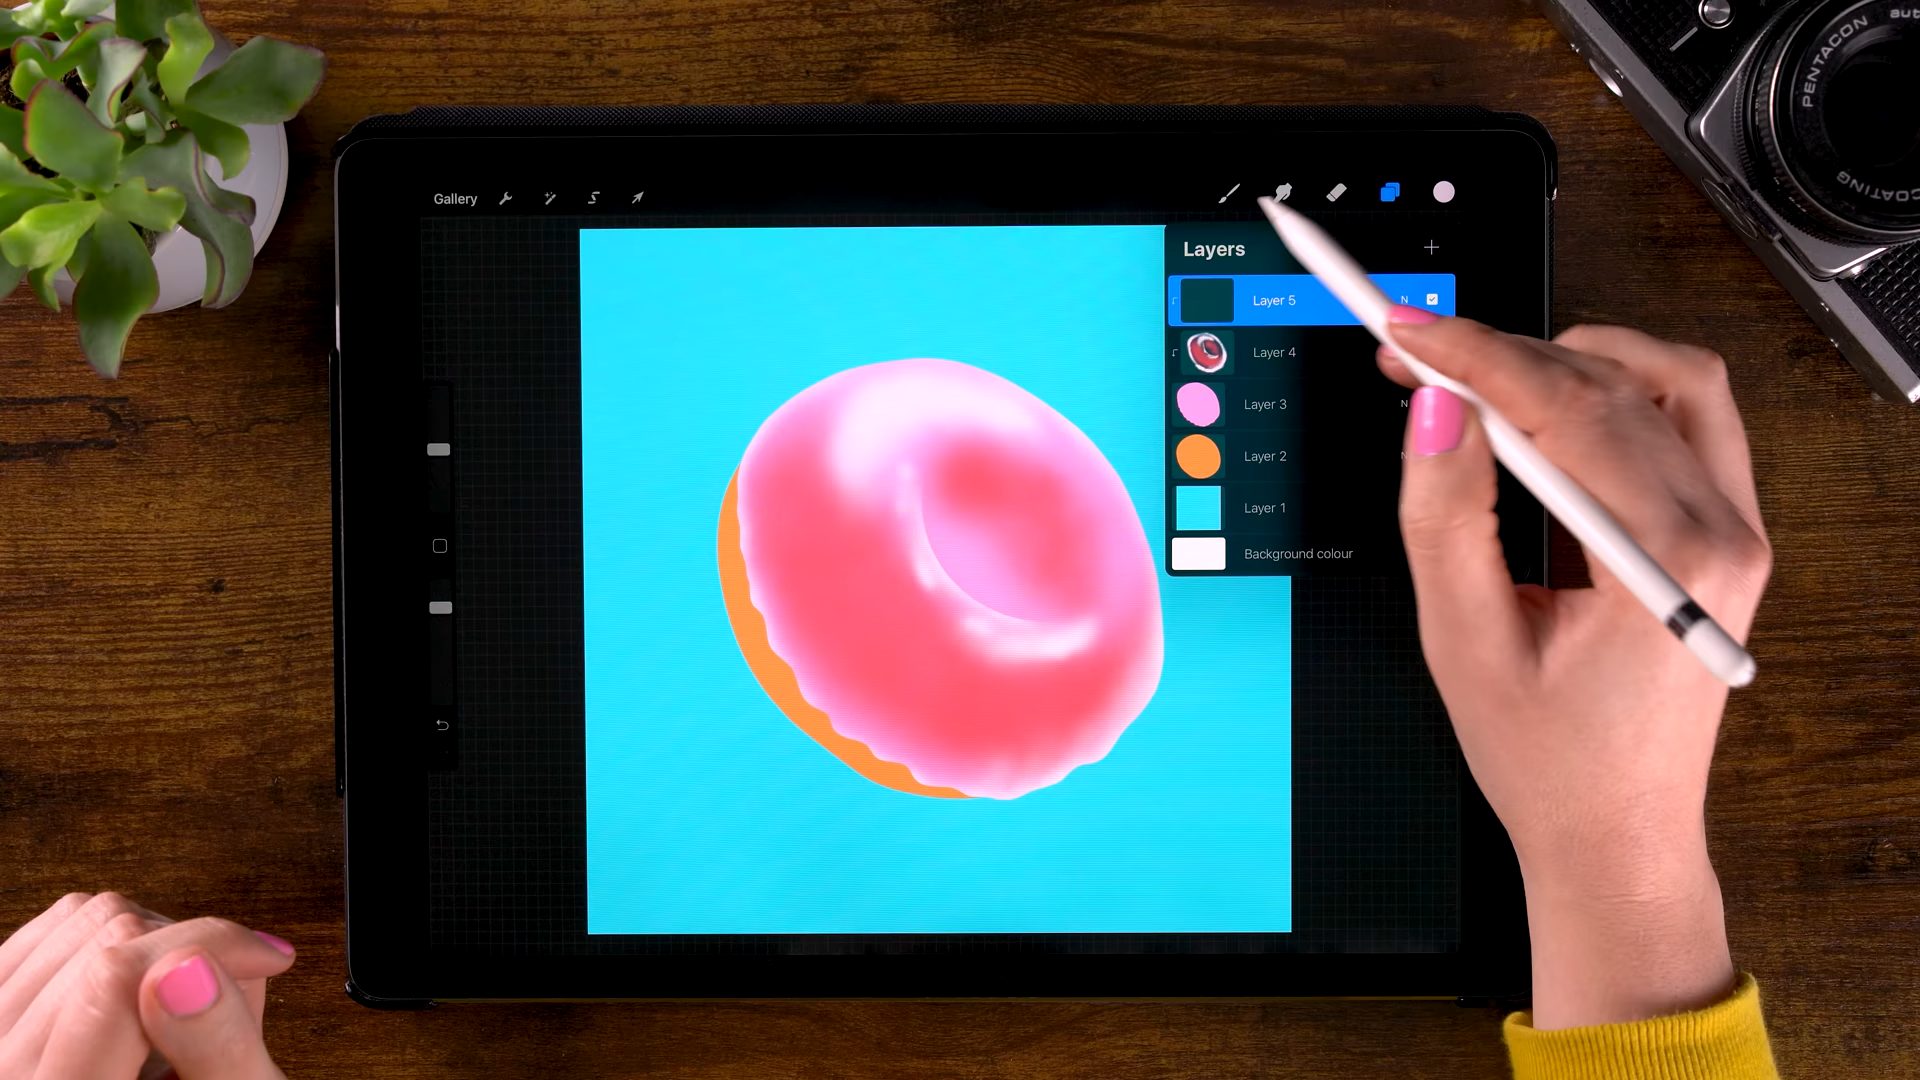 Gallery
Layers
Layer 5 N
Layer 4
Layer 3 N
Layer 2 N
Layer 1
Background colour
PENTACON auto
COATING